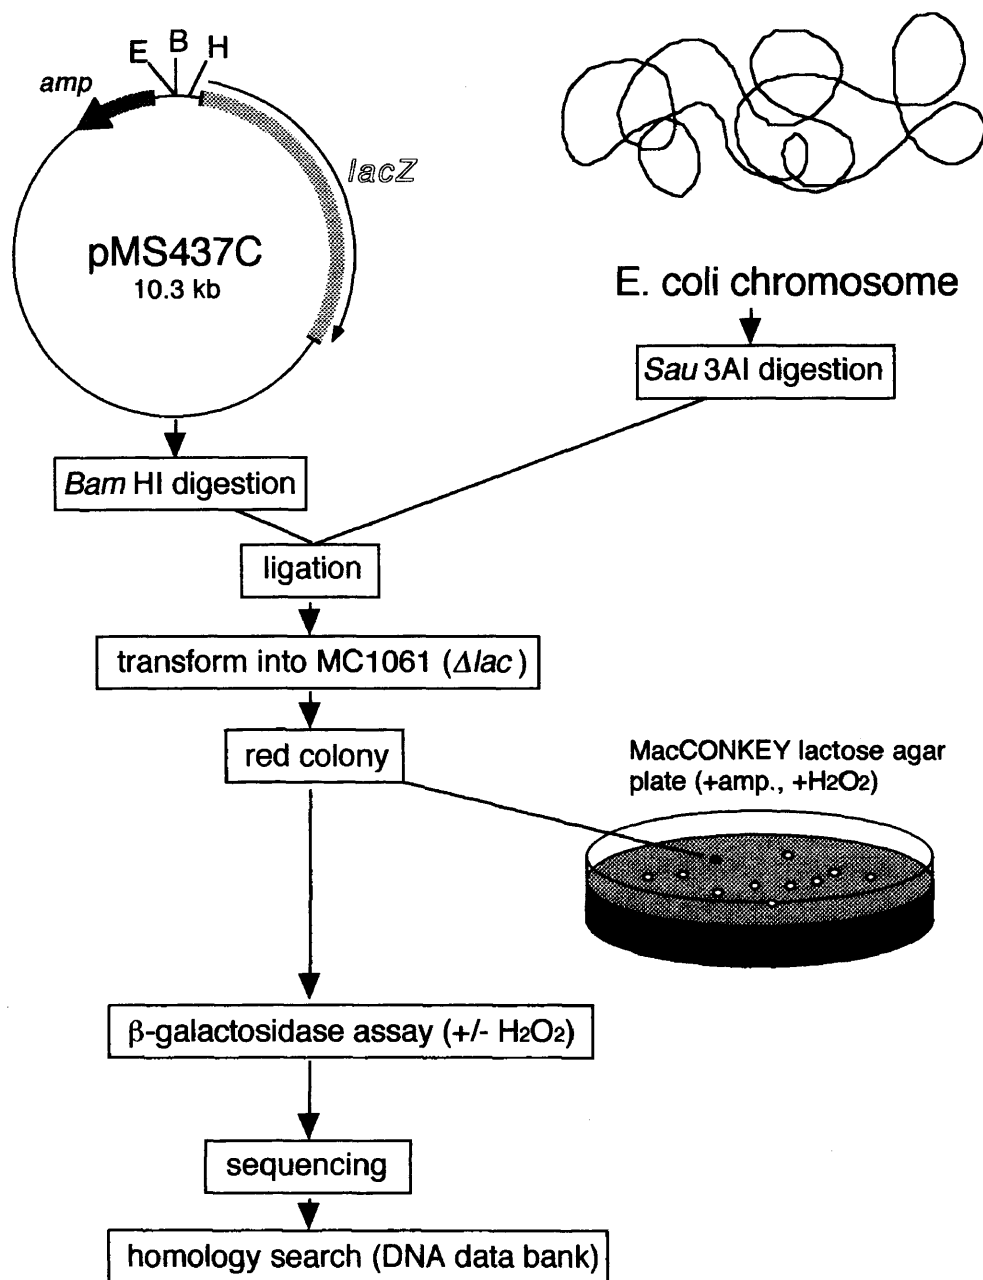 E B H
amp
lacZ
pMS437C
10.3 kb
E. coli chromosome
Sau 3AI digestion
Bam HI digestion
ligation
transform into MC1061 (Δlac)
red colony
MacCONKEY lactose agar
plate (+amp., +H2O2)
β-galactosidase assay (+/- H2O2)
sequencing
homology search (DNA data bank)